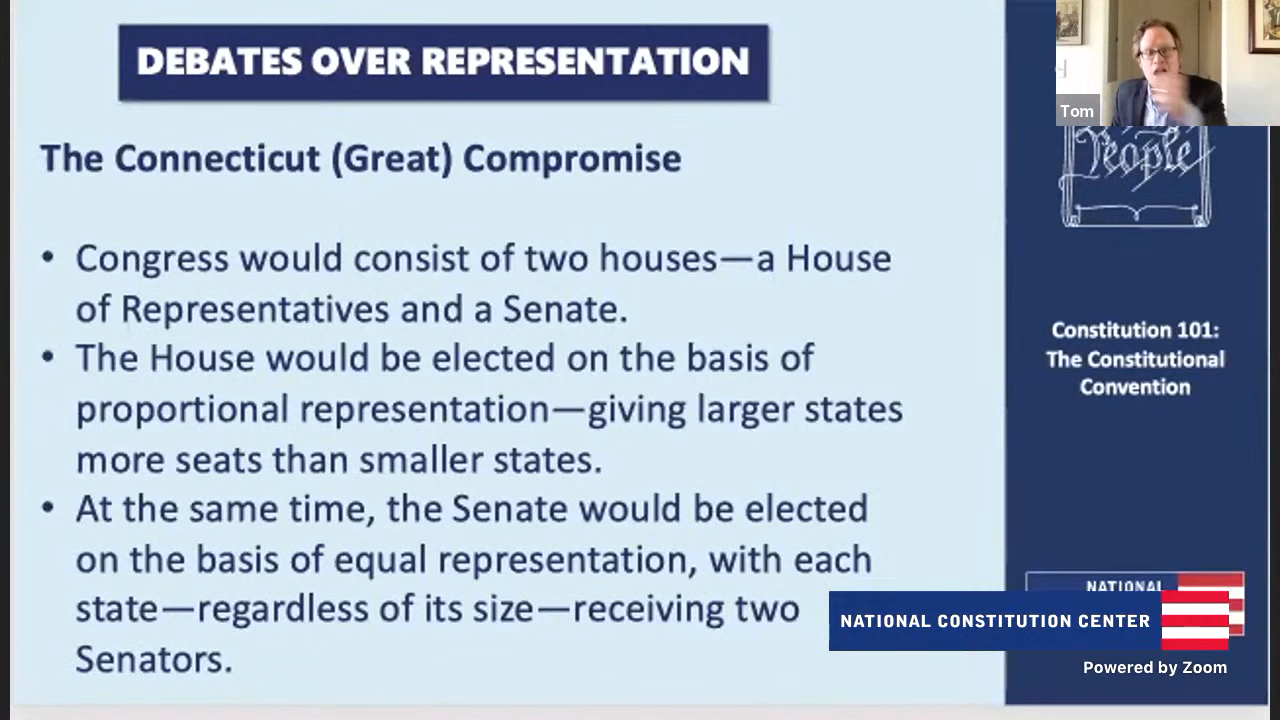 DEBATES OVER REPRESENTATION
The Connecticut (Great) Compromise
• Congress would consist of two houses—a House
of Representatives and a Senate.
• The House would be elected on the basis of
proportional representation—giving larger states
more seats than smaller states.
• At the same time, the Senate would be elected
on the basis of equal representation, with each
state—regardless of its size—receiving two
Senators.
Tom
People
Constitution 101:
The Constitutional
Convention
NATIONAL
NATIONAL CONSTITUTION CENTER
Powered by Zoom